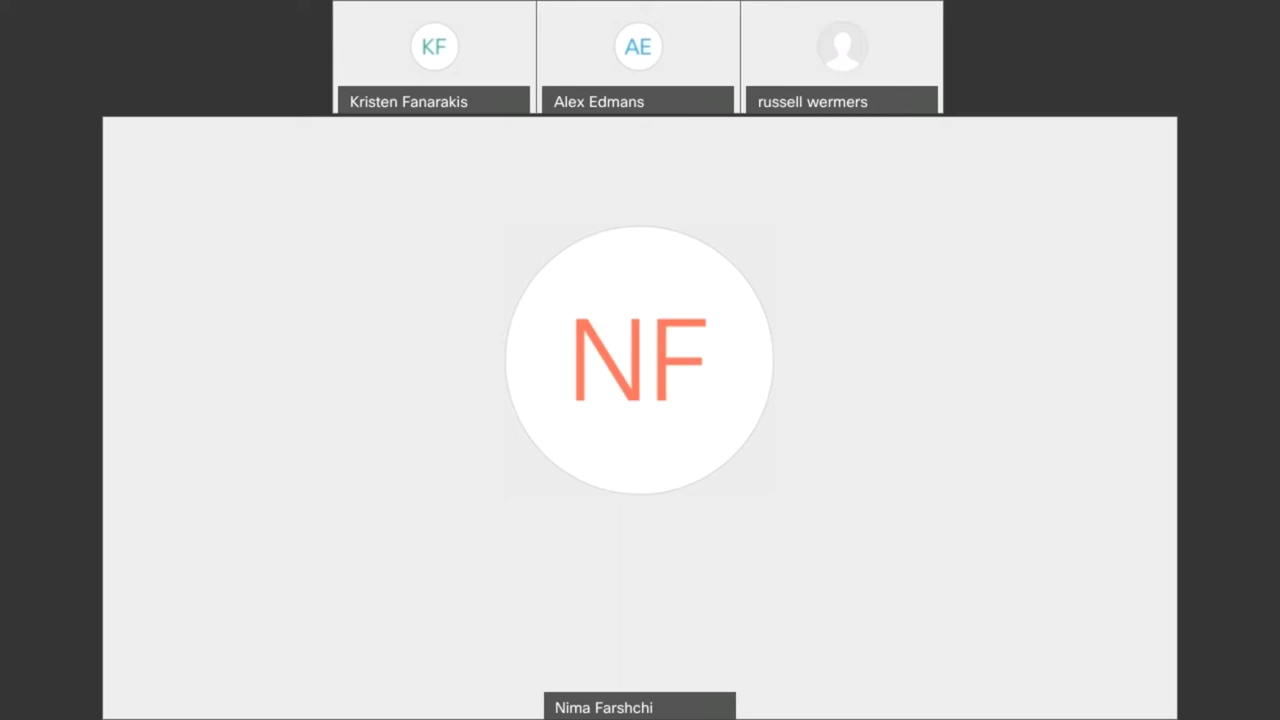 KF
Kristen Fanarakis
AE
Alex Edmans
russell wermers
NF
Nima Farshchi